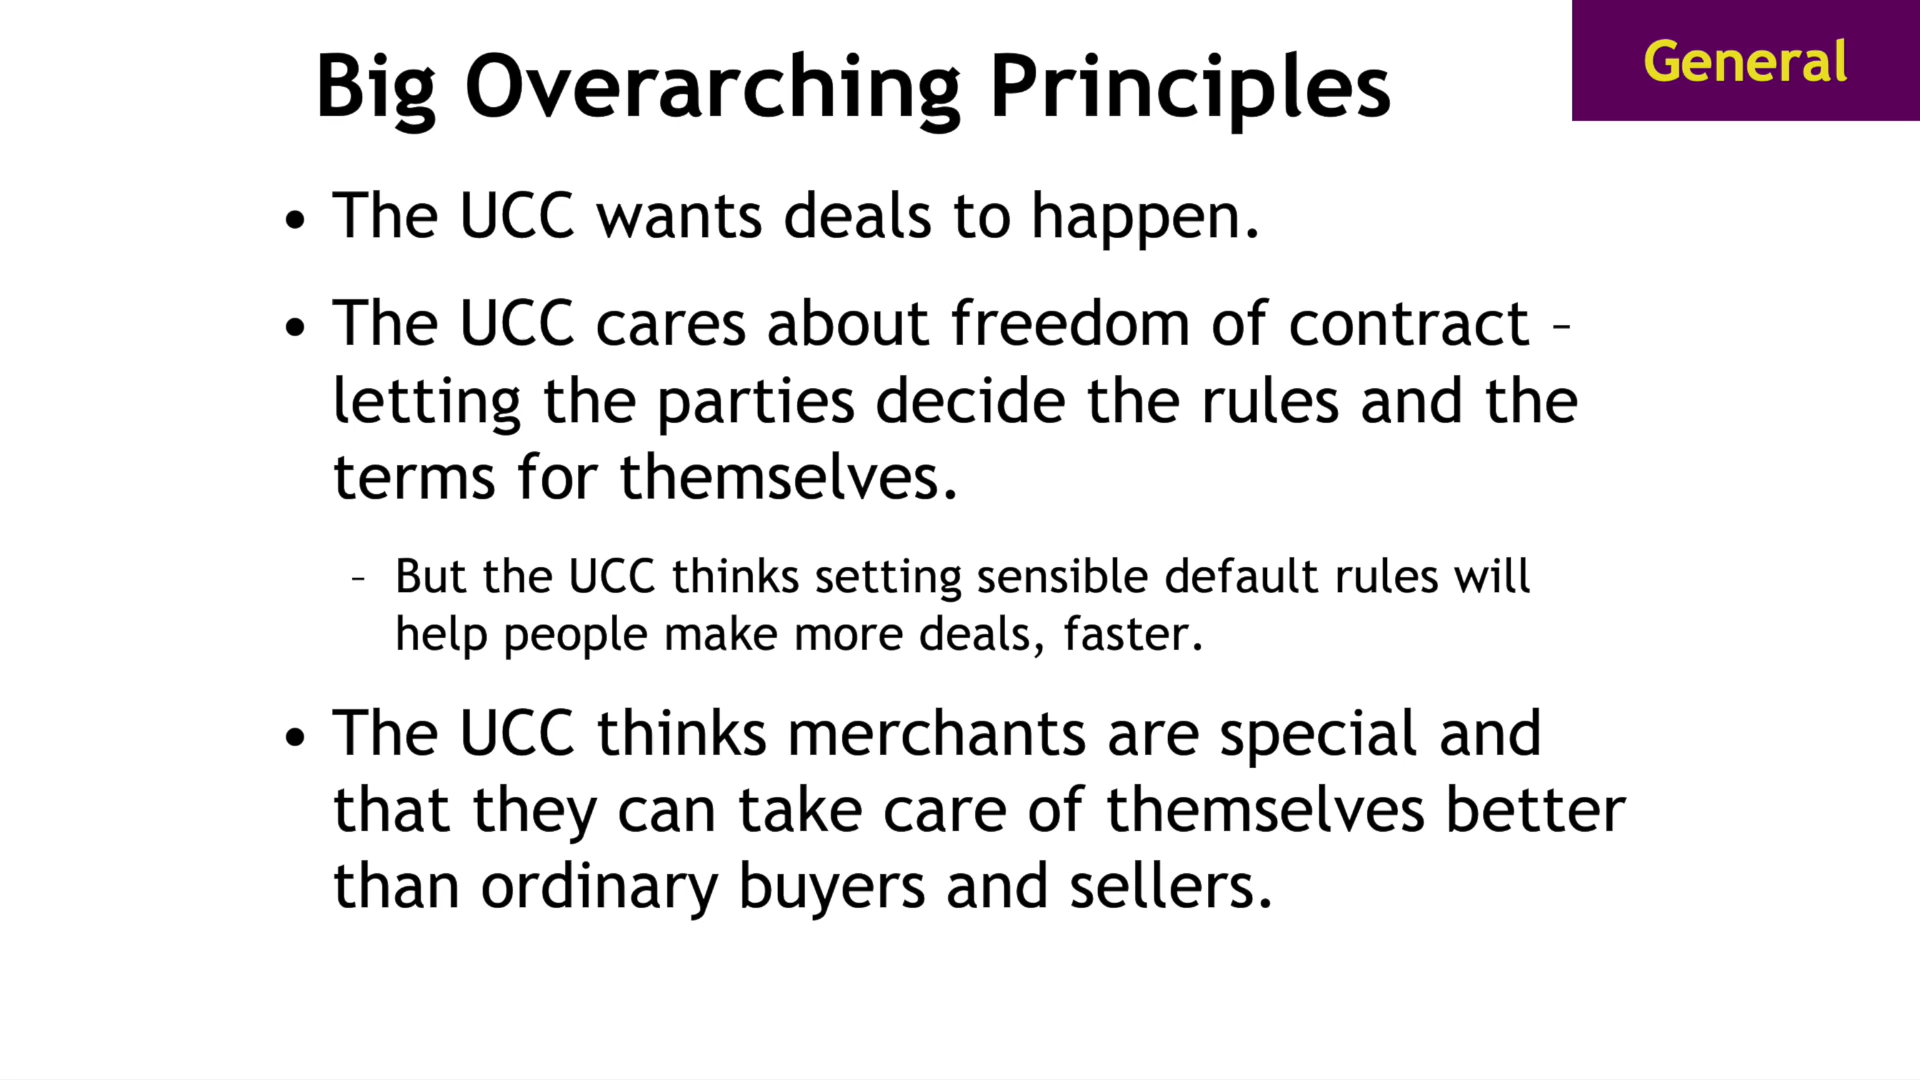 Big Overarching Principles
General
• The UCC wants deals to happen.
• The UCC cares about freedom of contract –
letting the parties decide the rules and the
terms for themselves.
– But the UCC thinks setting sensible default rules will
help people make more deals, faster.
• The UCC thinks merchants are special and
that they can take care of themselves better
than ordinary buyers and sellers.